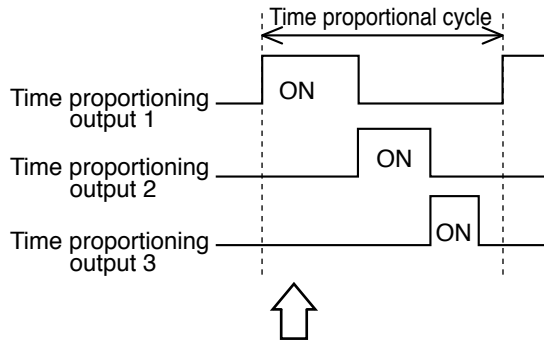 Time proportional cycle
ON
Time proportioning
output 1
ON
Time proportioning
output 2
ON
Time proportioning
output 3